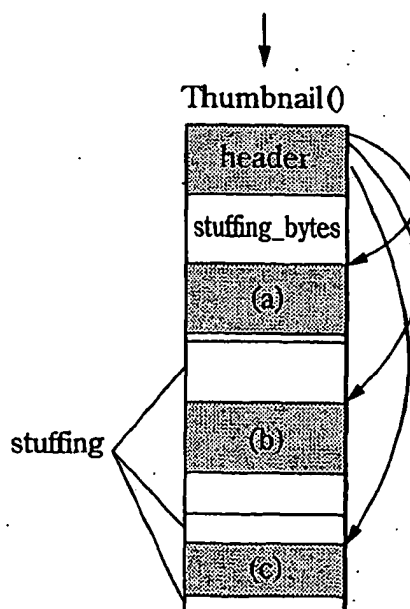 Thumbnail()
header
stuffing_bytes
(a)
(b)
stuffing
(c)